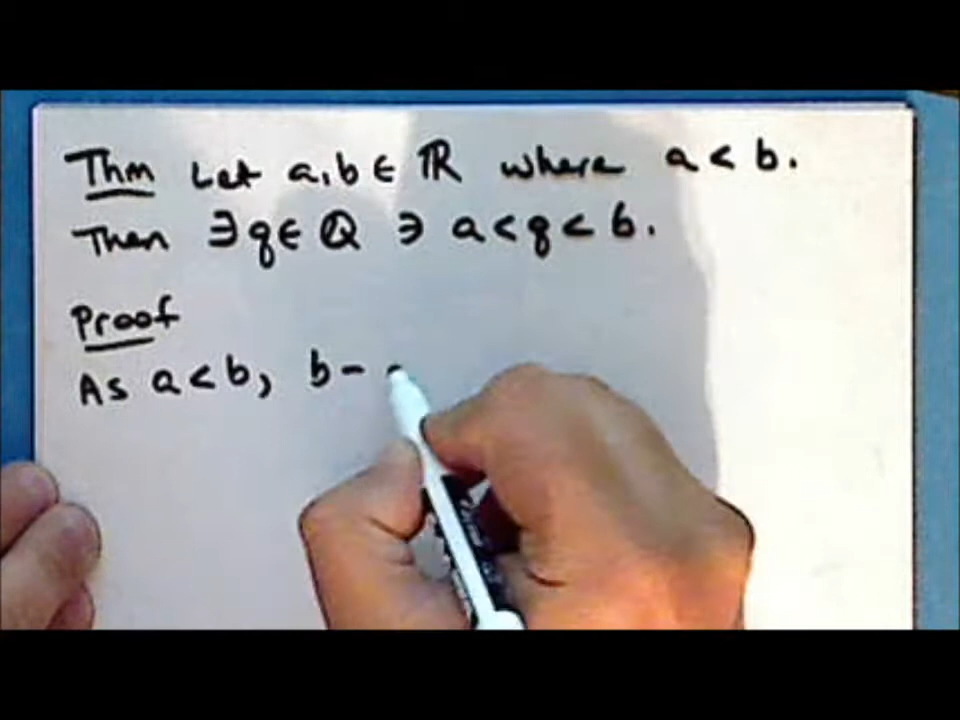 Thm Let a,b ∈ ℝ where a < b.
Then ∃ q ∈ ℚ ∋ a < q < b.
Proof
As a < b, b -